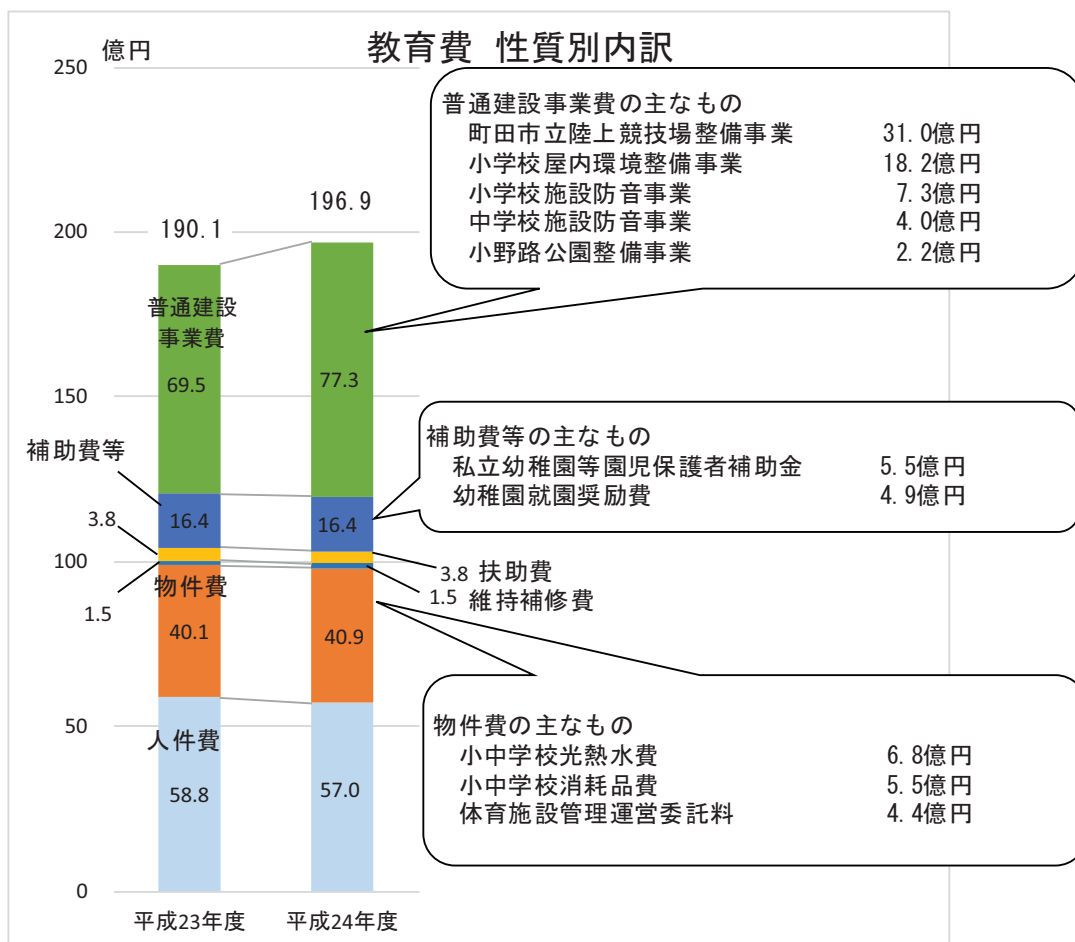 教育費 性質別内訳
億円
250
200
150
100
50
0
190.1
196.9
普通建設
事業費
69.5
77.3
補助費等
16.4
16.4
3.8
3.8 扶助費
1.5
1.5 維持補修費
物件費
40.1
40.9
人件費
58.8
57.0
平成23年度
平成24年度
普通建設事業費の主なもの
町田市立陸上競技場整備事業 31.0億円
小学校屋内環境整備事業 18.2億円
小学校施設防音事業 7.3億円
中学校施設防音事業 4.0億円
小野路公園整備事業 2.2億円
補助費等の主なもの
私立幼稚園等園児保護者補助金 5.5億円
幼稚園就園奨励費 4.9億円
物件費の主なもの
小中学校光熱水費 6.8億円
小中学校消耗品費 5.5億円
体育施設管理運営委託料 4.4億円